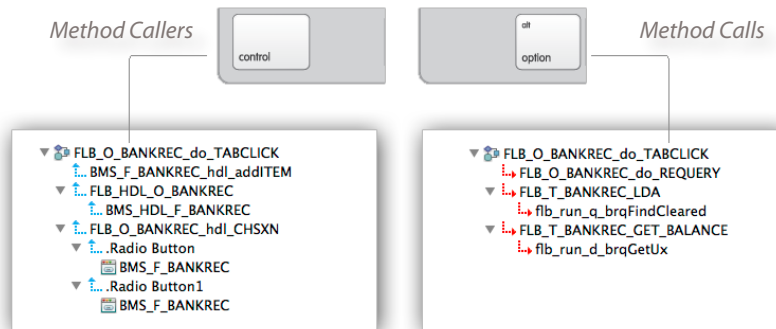 Method Callers
control
alt
option
Method Calls
FLB_O_BANKREC_do_TABCLICK
BMS_F_BANKREC_hdl_addITEM
FLB_HDL_O_BANKREC
BMS_HDL_F_BANKREC
FLB_O_BANKREC_hdl_CHSXN
.Radio Button
BMS_F_BANKREC
.Radio Button1
BMS_F_BANKREC
FLB_O_BANKREC_do_TABCLICK
FLB_O_BANKREC_do_REQUERY
FLB_T_BANKREC_LDA
flb_run_q_brqFindCleared
FLB_T_BANKREC_GET_BALANCE
flb_run_d_brqGetUx